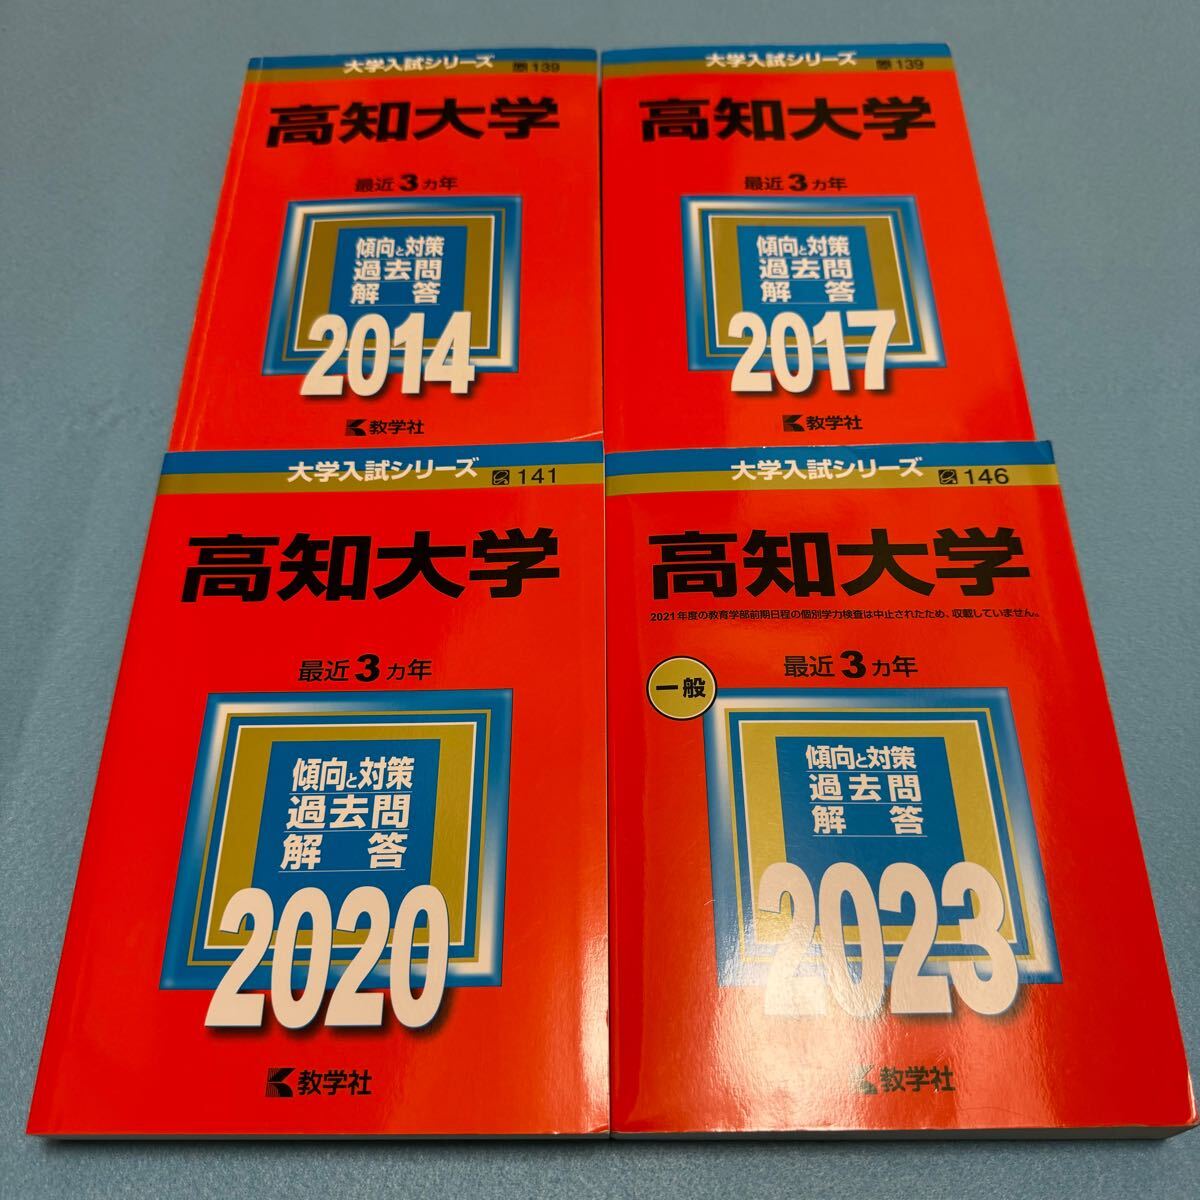 大学入試シリーズ 139
高知大学
最近3カ年
傾向と対策
過去問
解答
2014
教学社
大学入試シリーズ 139
高知大学
最近3カ年
傾向と対策
過去問
解答
2017
教学社
大学入試シリーズ 141
高知大学
最近3カ年
傾向と対策
過去問
解答
2020
教学社
大学入試シリーズ 146
高知大学
2021年度の教育学部前期日程の個別学力検査は中止されたため、収載していません。
一般
最近3カ年
傾向と対策
過去問
解答
2023
教学社